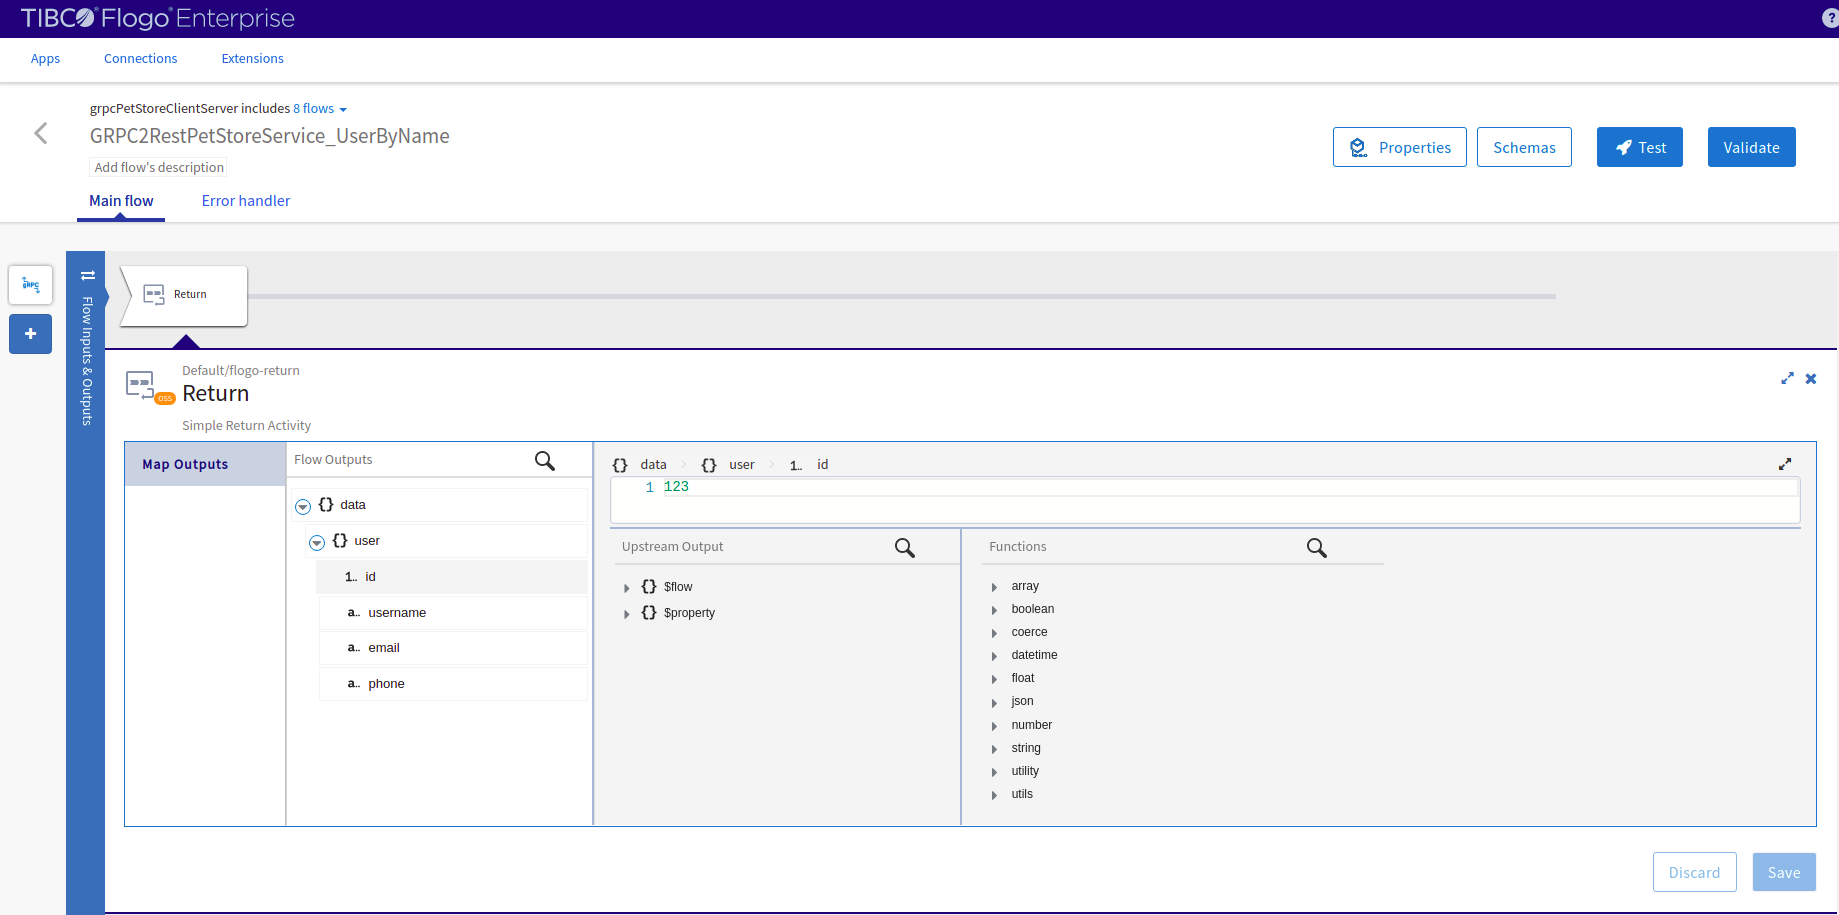 TIBCO Flogo® Enterprise
?
Apps Connections Extensions
grpcPetStoreClientServer includes 8 flows
GRPC2RestPetStoreService_UserByName
Add flow's description
Properties Schemas Test Validate
Main flow Error handler
gRPC
+
Flow Inputs & Outputs
Return
Default/flogo-return
oss
Return
Simple Return Activity
Map Outputs
Flow Outputs
{} data
{} user
1.. id
a.. username
a.. email
a.. phone
{} data {} user 1.. id
1 123
Upstream Output
{} $flow
{} $property
Functions
array
boolean
coerce
datetime
float
json
number
string
utility
utils
Discard Save